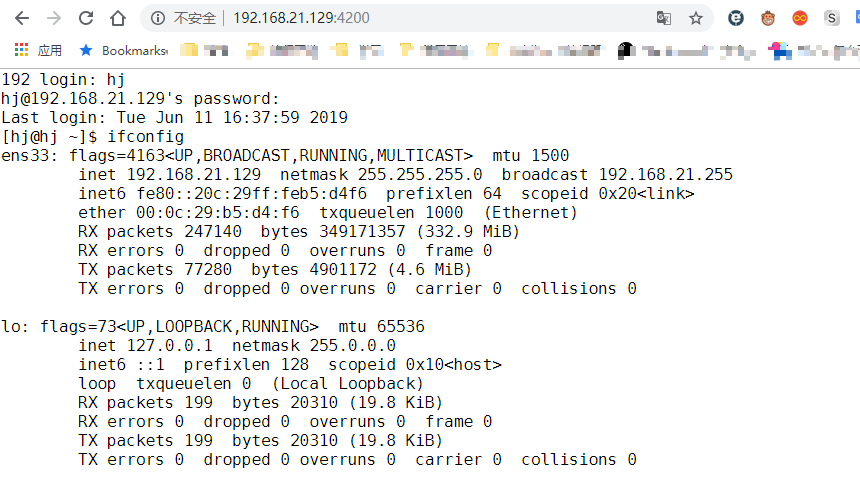 不安全 | 192.168.21.129:4200
应用 Bookmarks
192 login: hj
hj@192.168.21.129's password:
Last login: Tue Jun 11 16:37:59 2019
[hj@hj ~]$ ifconfig
ens33: flags=4163<UP,BROADCAST,RUNNING,MULTICAST>  mtu 1500
        inet 192.168.21.129  netmask 255.255.255.0  broadcast 192.168.21.255
        inet6 fe80::20c:29ff:feb5:d4f6  prefixlen 64  scopeid 0x20<link>
        ether 00:0c:29:b5:d4:f6  txqueuelen 1000  (Ethernet)
        RX packets 247140  bytes 349171357 (332.9 MiB)
        RX errors 0  dropped 0  overruns 0  frame 0
        TX packets 77280  bytes 4901172 (4.6 MiB)
        TX errors 0  dropped 0 overruns 0  carrier 0  collisions 0
lo: flags=73<UP,LOOPBACK,RUNNING>  mtu 65536
        inet 127.0.0.1  netmask 255.0.0.0
        inet6 ::1  prefixlen 128  scopeid 0x10<host>
        loop  txqueuelen 0  (Local Loopback)
        RX packets 199  bytes 20310 (19.8 KiB)
        RX errors 0  dropped 0  overruns 0  frame 0
        TX packets 199  bytes 20310 (19.8 KiB)
        TX errors 0  dropped 0 overruns 0  carrier 0  collisions 0